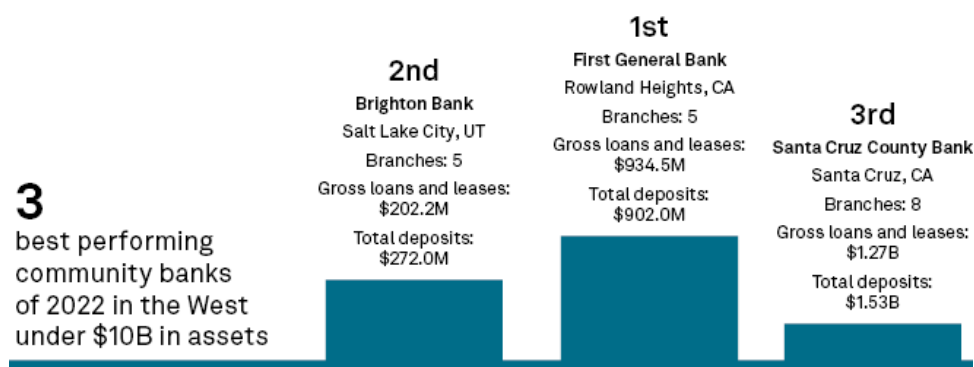 3
best performing
community banks
of 2022 in the West
under $10B in assets
2nd
Brighton Bank
Salt Lake City, UT
Branches: 5
Gross loans and leases:
$202.2M
Total deposits:
$272.0M
1st
First General Bank
Rowland Heights, CA
Branches: 5
Gross loans and leases:
$934.5M
Total deposits:
$902.0M
3rd
Santa Cruz County Bank
Santa Cruz, CA
Branches: 8
Gross loans and leases:
$1.27B
Total deposits:
$1.53B